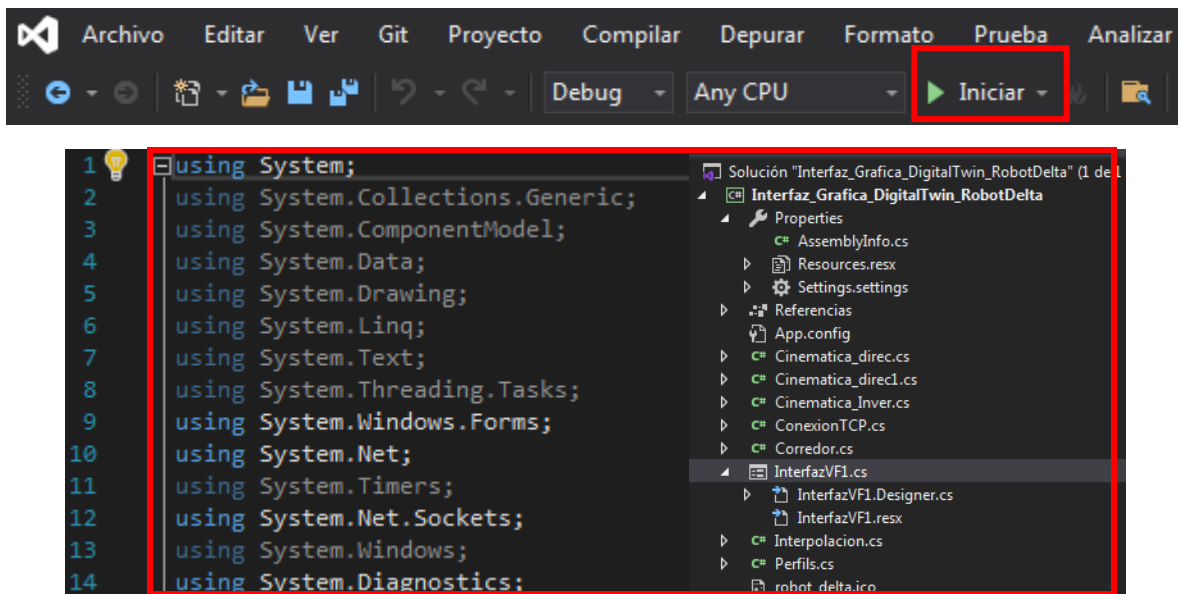 Archivo Editar Ver Git Proyecto Compilar Depurar Formato Prueba Analizar
Debug Any CPU Iniciar
1 using System;
2 using System.Collections.Generic;
3 using System.ComponentModel;
4 using System.Data;
5 using System.Drawing;
6 using System.Linq;
7 using System.Text;
8 using System.Threading.Tasks;
9 using System.Windows.Forms;
10 using System.Net;
11 using System.Timers;
12 using System.Net.Sockets;
13 using System.Windows;
14 using System.Diagnostics;
Solución "Interfaz_Grafica_DigitalTwin_RobotDelta" (1 de 1
C# Interfaz_Grafica_DigitalTwin_RobotDelta
Properties
C# AssemblyInfo.cs
Resources.resx
Settings.settings
Referencias
App.config
C# Cinematica_direc.cs
C# Cinematica_direc1.cs
C# Cinematica_Inver.cs
C# ConexionTCP.cs
C# Corredor.cs
InterfazVF1.cs
InterfazVF1.Designer.cs
InterfazVF1.resx
C# Interpolacion.cs
C# Perfils.cs
robot_delta.ico